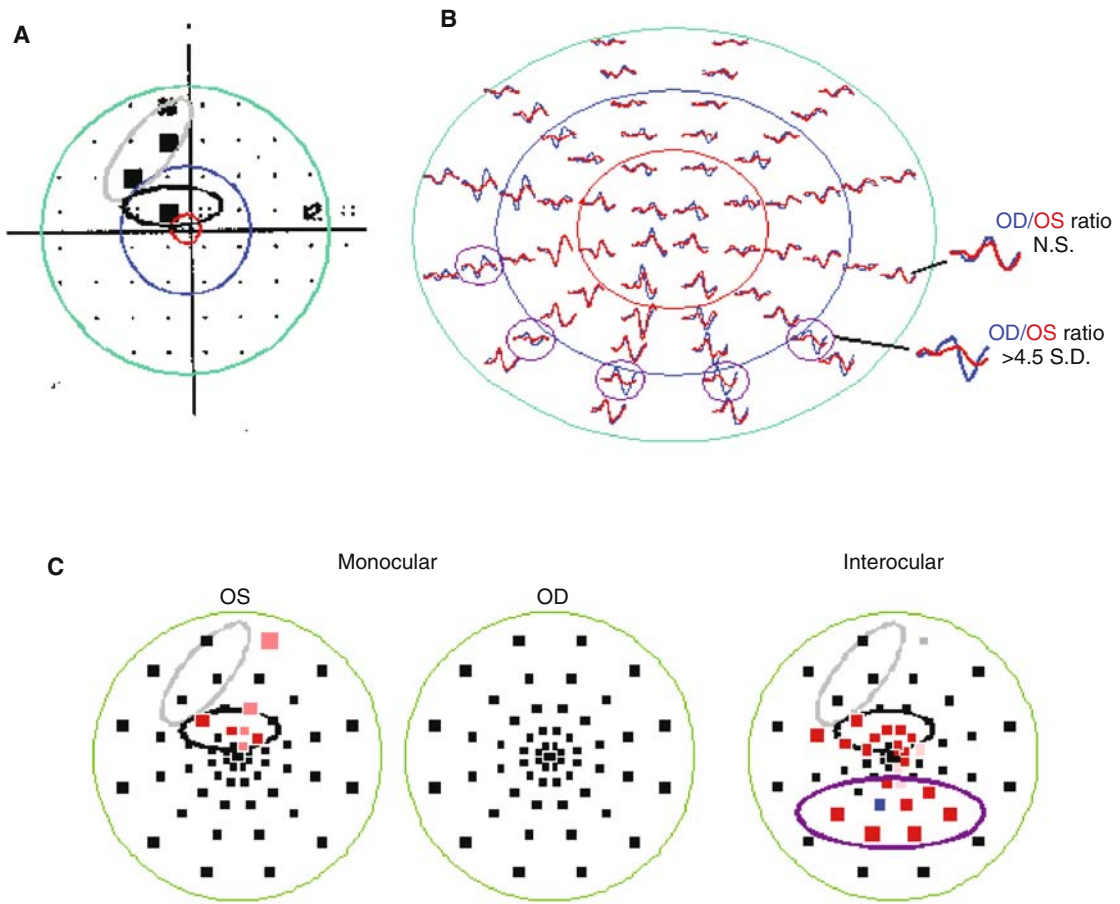 A
B
OD/OS ratio
N.S.
OD/OS ratio
>4.5 S.D.
C
Monocular
Interocular
OS
OD